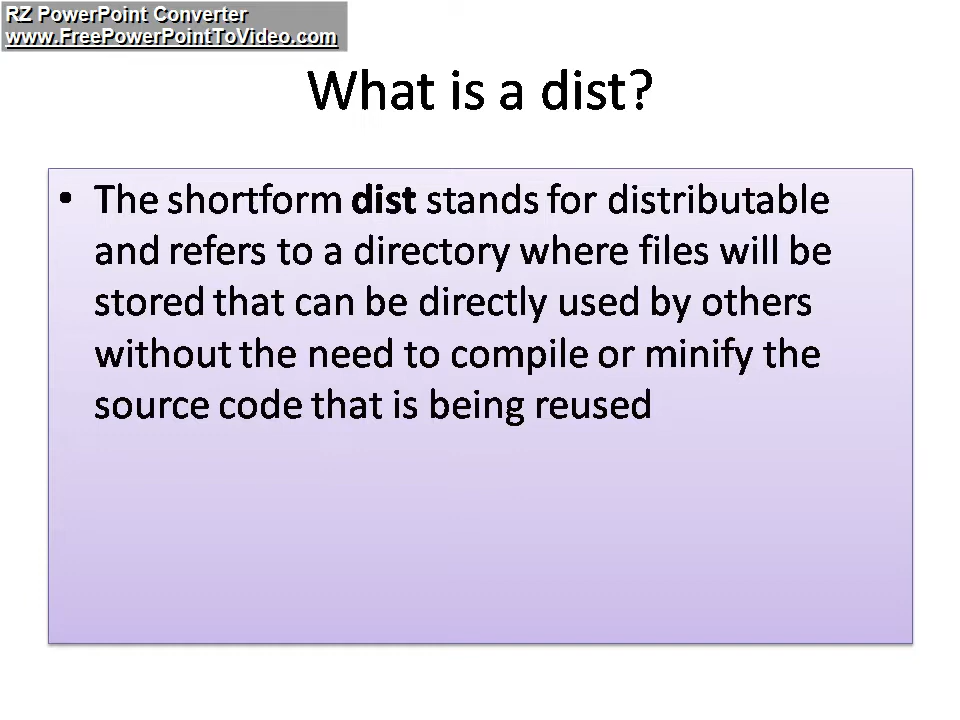 RZ PowerPoint Converter
www.FreePowerPointToVideo.com
What is a dist?
• The shortform dist stands for distributable
and refers to a directory where files will be
stored that can be directly used by others
without the need to compile or minify the
source code that is being reused